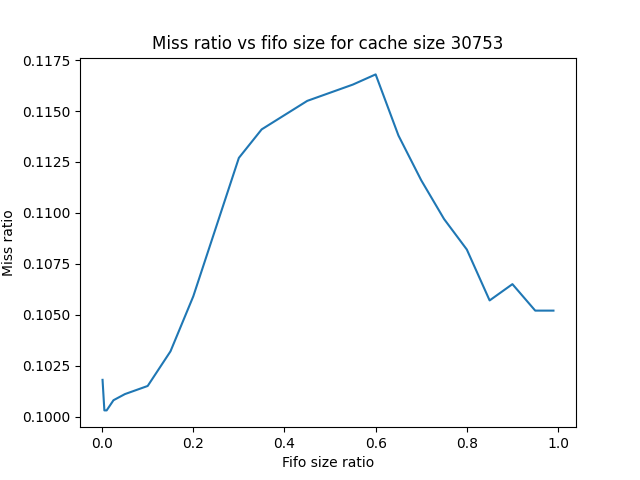 Miss ratio vs fifo size for cache size 30753
0.1175
0.1150
0.1125
0.1100
0.1075
0.1050
0.1025
0.1000
Miss ratio
0.0 0.2 0.4 0.6 0.8 1.0
Fifo size ratio